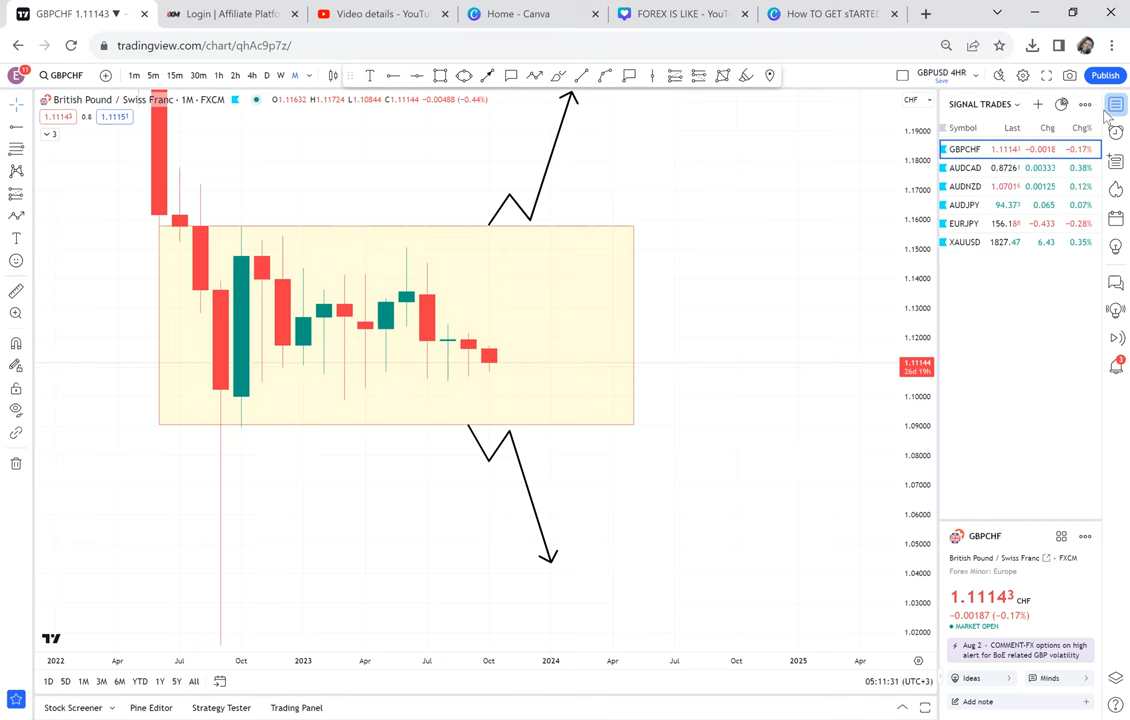 GBPCHF 1.11143 ▼
Login | Affiliate Platfo
Video details - YouTu
Home - Canva
FOREX IS LIKE - YouT
How TO GET sTARTED
tradingview.com/chart/qhAc9p7z/
E 11
GBPCHF
1m 5m 15m 30m 1h 2h 4h D W M
GBPUSD 4HR
Save
Publish
British Pound / Swiss Franc · 1M · FXCM
O1.11632 H1.11724 L1.10844 C1.11144 −0.00488 (−0.44%)
1.11143 0.8 1.11151
3
CHF
1.19000
1.18000
1.17000
1.16000
1.15000
1.14000
1.13000
1.12000
1.11144
26d 19h
1.10000
1.09000
1.08000
1.07000
1.06000
1.05000
1.04000
1.03000
1.02000
2022 Apr Jul Oct 2023 Apr Jul Oct 2024 Apr Jul Oct 2025 Apr
1D 5D 1M 3M 6M YTD 1Y 5Y All
05:11:31 (UTC+3)
Stock Screener Pine Editor Strategy Tester Trading Panel
SIGNAL TRADES
Symbol Last Chg Chg%
GBPCHF 1.11143 −0.0018 −0.17%
AUDCAD 0.87261 0.00333 0.38%
AUDNZD 1.07016 0.00125 0.12%
AUDJPY 94.373 0.065 0.07%
EURJPY 156.188 −0.433 −0.28%
XAUUSD 1827.47 6.43 0.35%
3
GBPCHF
British Pound / Swiss Franc • FXCM
Forex Minor: Europe
1.11143 CHF
−0.00187 (−0.17%)
MARKET OPEN
Aug 2 · COMMENT-FX options on high
alert for BoE related GBP volatility
Ideas Minds
Add note